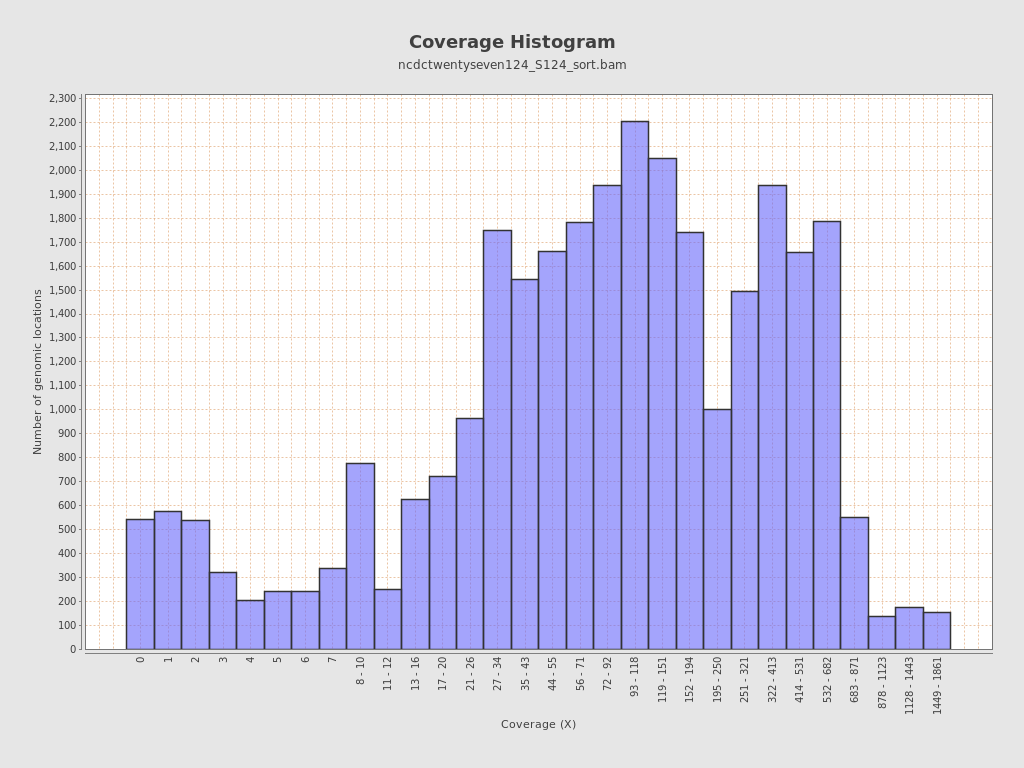 Coverage Histogram
ncdctwentyseven124_S124_sort.bam
Number of genomic locations
2,300
2,200
2,100
2,000
1,900
1,800
1,700
1,600
1,500
1,400
1,300
1,200
1,100
1,000
900
800
700
600
500
400
300
200
100
0
0
1
2
3
4
5
6
7
8 - 10
11 - 12
13 - 16
17 - 20
21 - 26
27 - 34
35 - 43
44 - 55
56 - 71
72 - 92
93 - 118
119 - 151
152 - 194
195 - 250
251 - 321
322 - 413
414 - 531
532 - 682
683 - 871
878 - 1123
1128 - 1443
1449 - 1861
Coverage (X)